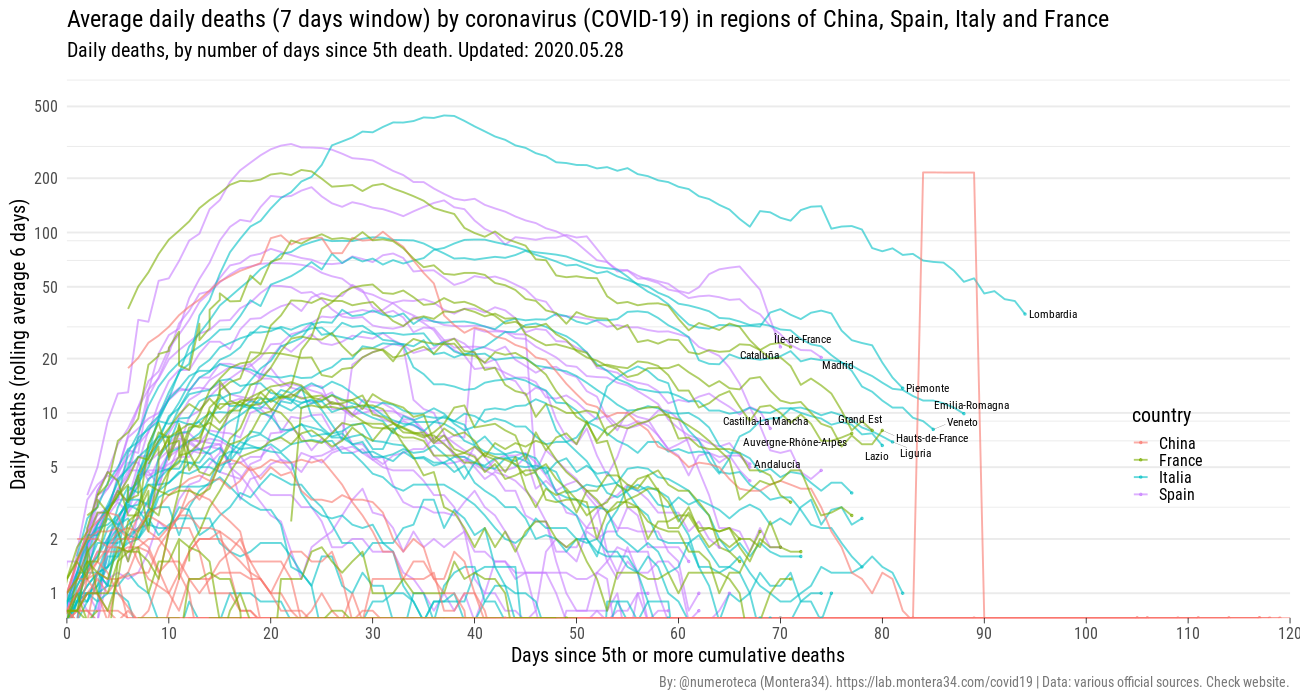 Average daily deaths (7 days window) by coronavirus (COVID-19) in regions of China, Spain, Italy and France
Daily deaths, by number of days since 5th death. Updated: 2020.05.28
Daily deaths (rolling average 6 days)
500
200
100
50
20
10
5
2
1
Lombardia
Île-de-France
Cataluña
Madrid
Piemonte
Emilia-Romagna
Castilla-La Mancha
Grand Est
Veneto
Auvergne-Rhône-Alpes
Hauts-de-France
Lazio
Liguria
Andalucía
country
China
France
Italia
Spain
0 10 20 30 40 50 60 70 80 90 100 110 120
Days since 5th or more cumulative deaths
By: @numeroteca (Montera34). https://lab.montera34.com/covid19 | Data: various official sources. Check website.